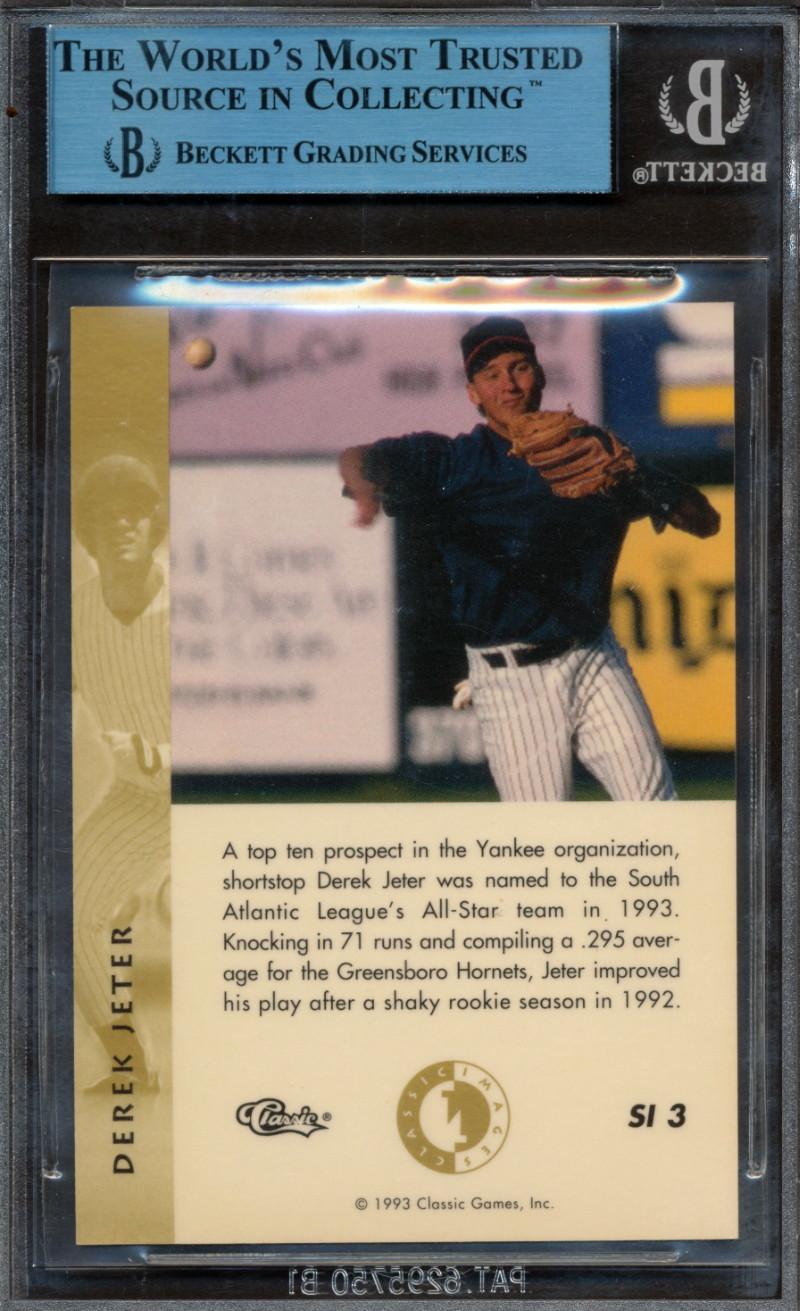 THE WORLD'S MOST TRUSTED
SOURCE IN COLLECTING™
B BECKETT GRADING SERVICES
B
BECKETT®
DEREK JETER
A top ten prospect in the Yankee organization,
shortstop Derek Jeter was named to the South
Atlantic League's All-Star team in 1993.
Knocking in 71 runs and compiling a .295 aver-
age for the Greensboro Hornets, Jeter improved
his play after a shaky rookie season in 1992.
Classic®
CLASSIC IMAGES
SI 3
© 1993 Classic Games, Inc.
PAT.6295750 B1